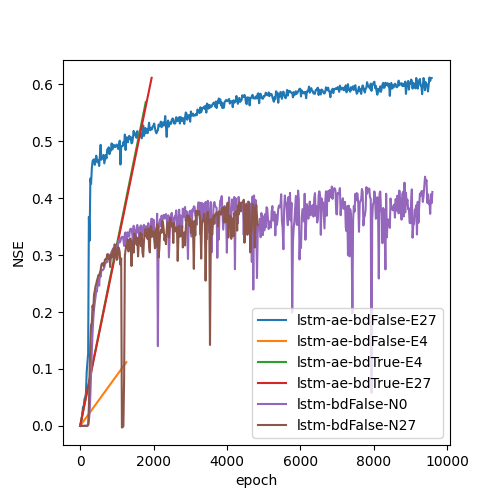 0.6
0.5
0.4
0.3
0.2
0.1
0.0
NSE
lstm-ae-bdFalse-E27
lstm-ae-bdFalse-E4
lstm-ae-bdTrue-E4
lstm-ae-bdTrue-E27
lstm-bdFalse-N0
lstm-bdFalse-N27
0 2000 4000 6000 8000 10000
epoch